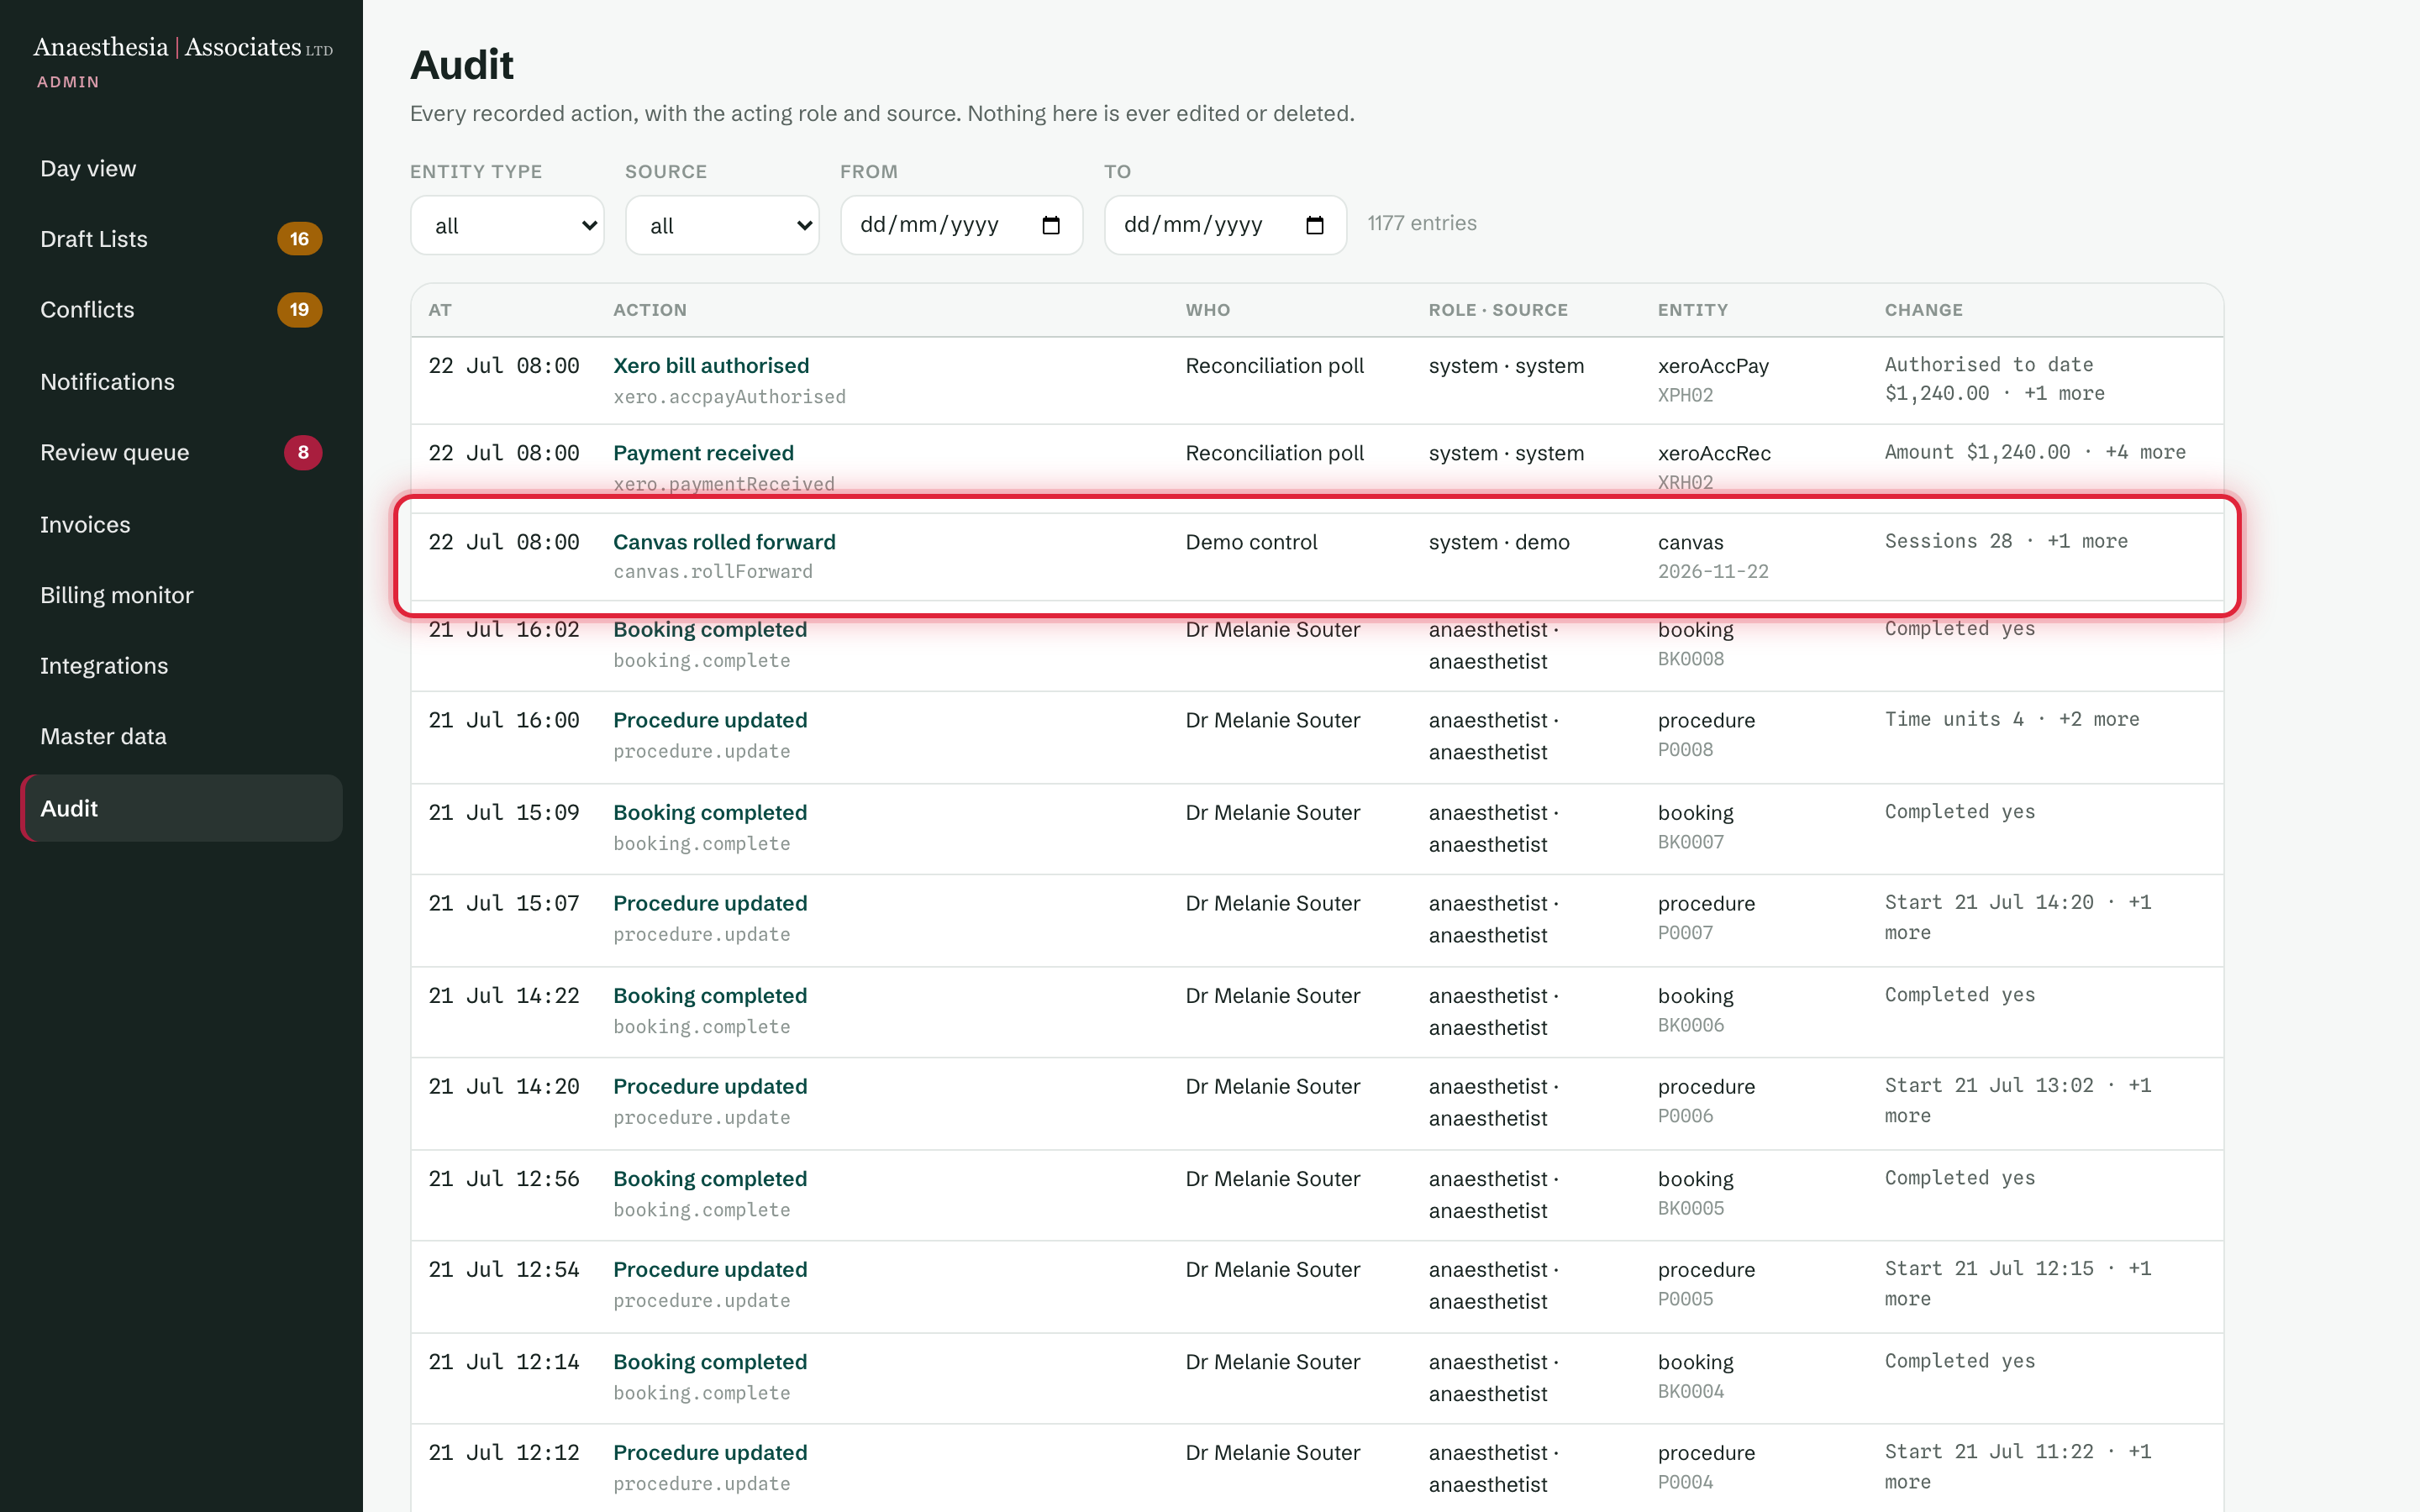 Anaesthesia | Associates LTD
ADMIN
Day view
Draft Lists 16
Conflicts 19
Notifications
Review queue 8
Invoices
Billing monitor
Integrations
Master data
Audit
Audit
Every recorded action, with the acting role and source. Nothing here is ever edited or deleted.
ENTITY TYPE SOURCE FROM TO
all all dd/mm/yyyy dd/mm/yyyy 1177 entries
AT ACTION WHO ROLE · SOURCE ENTITY CHANGE
22 Jul 08:00 Xero bill authorised Reconciliation poll system · system xeroAccPay Authorised to date
xero.accpayAuthorised XPH02 $1,240.00 · +1 more
22 Jul 08:00 Payment received Reconciliation poll system · system xeroAccRec Amount $1,240.00 · +4 more
xero.paymentReceived XRH02
22 Jul 08:00 Canvas rolled forward Demo control system · demo canvas Sessions 28 · +1 more
canvas.rollForward 2026-11-22
21 Jul 16:02 Booking completed Dr Melanie Souter anaesthetist · booking Completed yes
booking.complete anaesthetist BK0008
21 Jul 16:00 Procedure updated Dr Melanie Souter anaesthetist · procedure Time units 4 · +2 more
procedure.update anaesthetist P0008
21 Jul 15:09 Booking completed Dr Melanie Souter anaesthetist · booking Completed yes
booking.complete anaesthetist BK0007
21 Jul 15:07 Procedure updated Dr Melanie Souter anaesthetist · procedure Start 21 Jul 14:20 · +1
procedure.update anaesthetist P0007 more
21 Jul 14:22 Booking completed Dr Melanie Souter anaesthetist · booking Completed yes
booking.complete anaesthetist BK0006
21 Jul 14:20 Procedure updated Dr Melanie Souter anaesthetist · procedure Start 21 Jul 13:02 · +1
procedure.update anaesthetist P0006 more
21 Jul 12:56 Booking completed Dr Melanie Souter anaesthetist · booking Completed yes
booking.complete anaesthetist BK0005
21 Jul 12:54 Procedure updated Dr Melanie Souter anaesthetist · procedure Start 21 Jul 12:15 · +1
procedure.update anaesthetist P0005 more
21 Jul 12:14 Booking completed Dr Melanie Souter anaesthetist · booking Completed yes
booking.complete anaesthetist BK0004
21 Jul 12:12 Procedure updated Dr Melanie Souter anaesthetist · procedure Start 21 Jul 11:22 · +1
procedure.update anaesthetist P0004 more